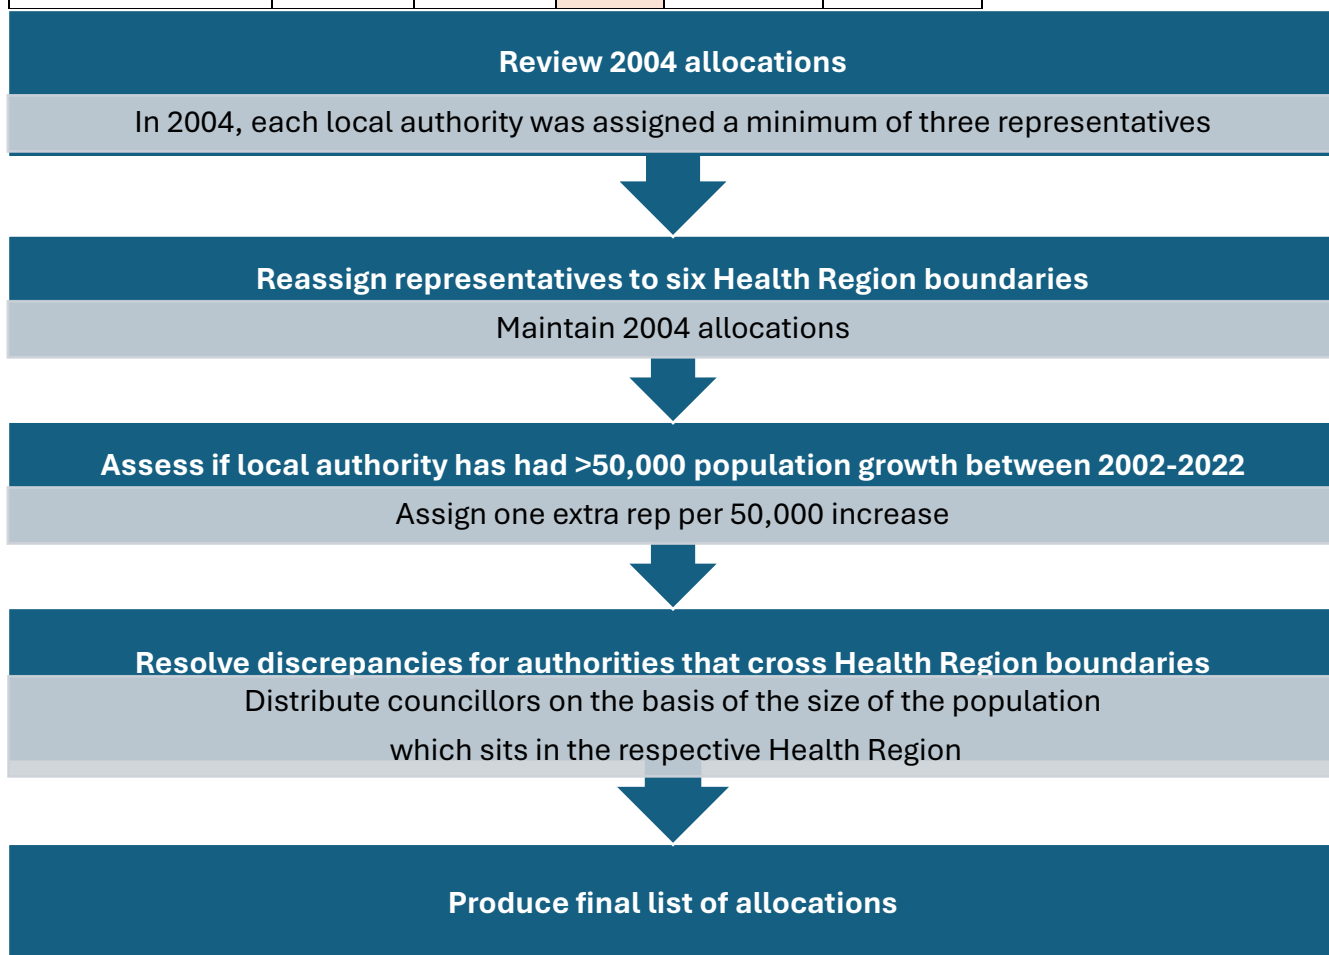 Review 2004 allocations
In 2004, each local authority was assigned a minimum of three representatives
Reassign representatives to six Health Region boundaries
Maintain 2004 allocations
Assess if local authority has had >50,000 population growth between 2002-2022
Assign one extra rep per 50,000 increase
Resolve discrepancies for authorities that cross Health Region boundaries
Distribute councillors on the basis of the size of the population
which sits in the respective Health Region
Produce final list of allocations